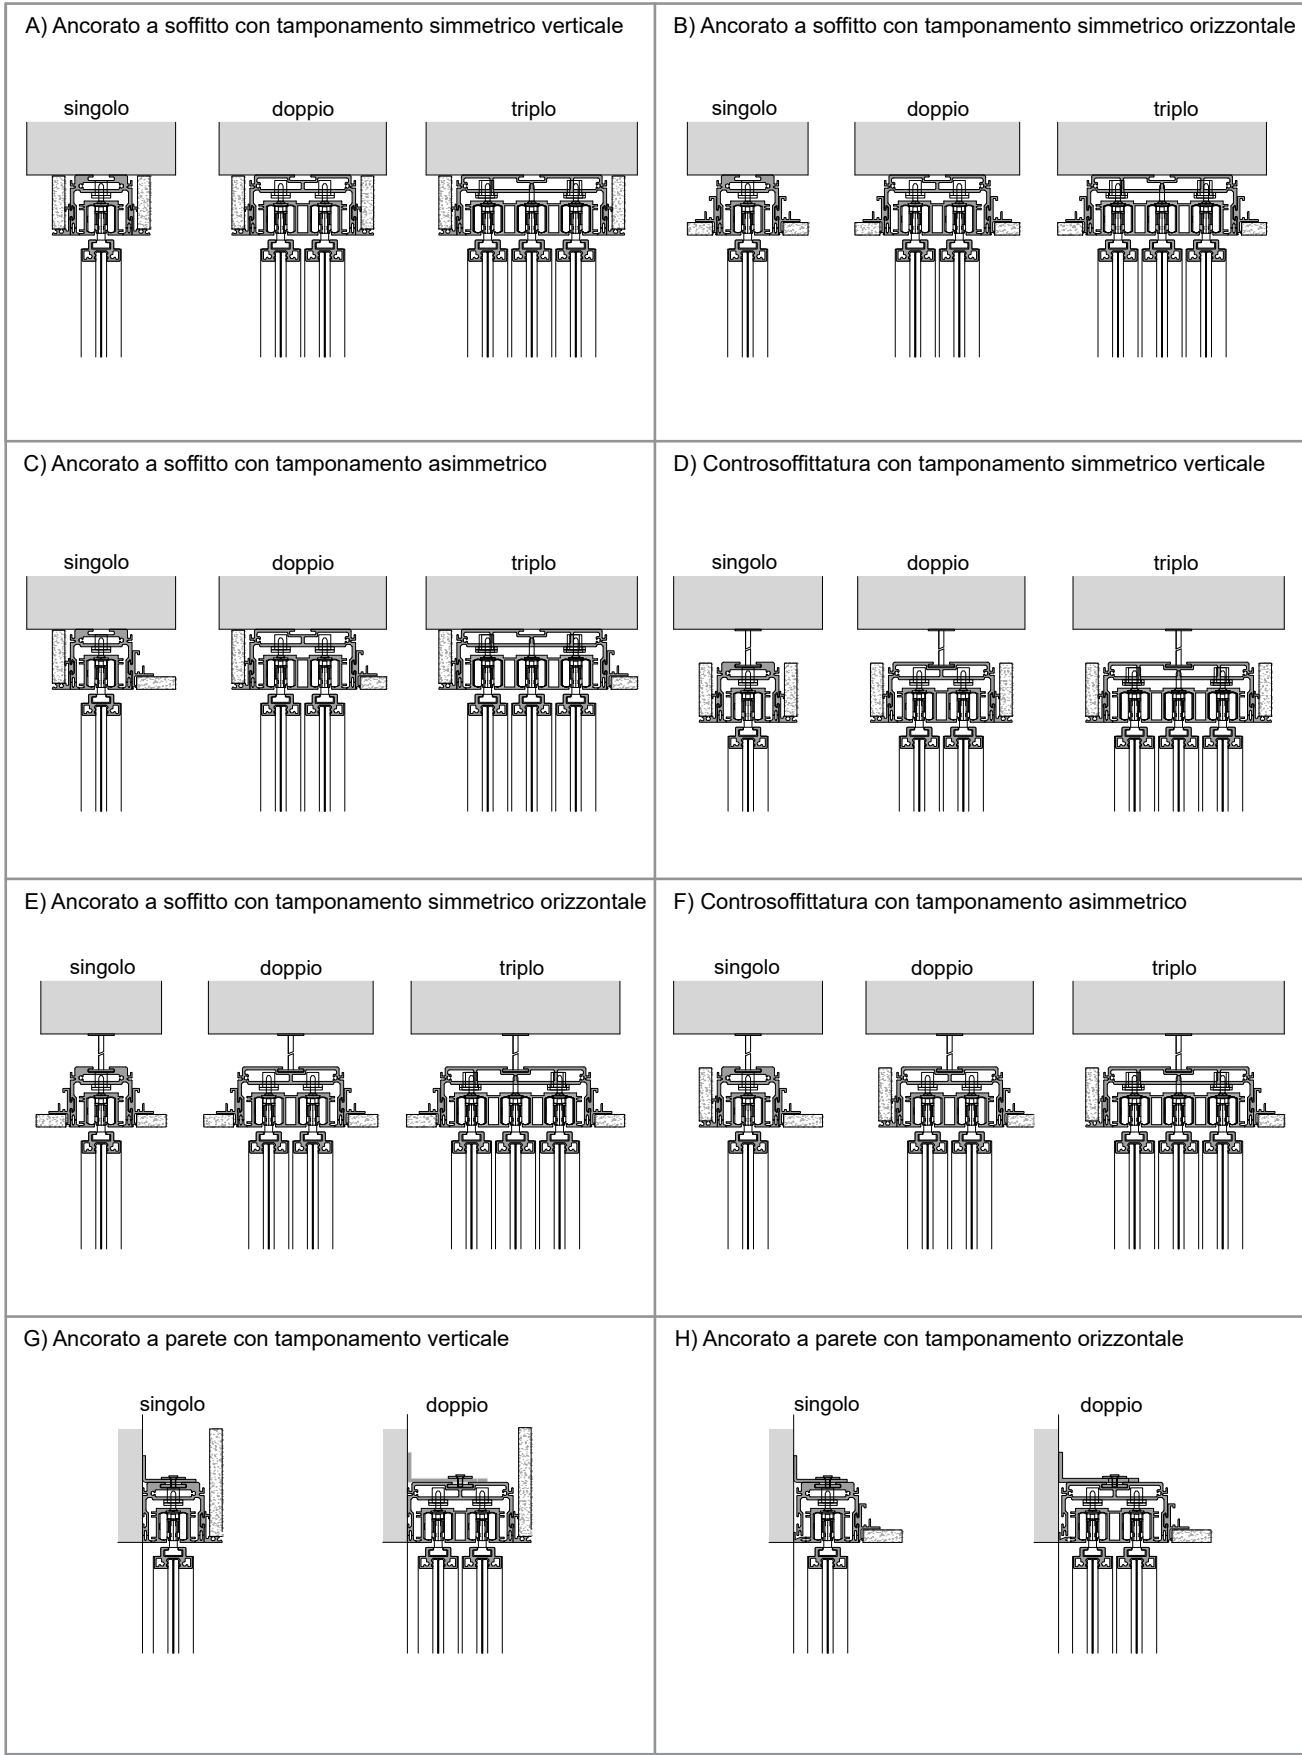 A) Ancorato a soffitto con tamponamento simmetrico verticale
singolo
doppio
triplo
B) Ancorato a soffitto con tamponamento simmetrico orizzontale
singolo
doppio
triplo
C) Ancorato a soffitto con tamponamento asimmetrico
singolo
doppio
triplo
D) Controsoffittatura con tamponamento simmetrico verticale
singolo
doppio
triplo
E) Ancorato a soffitto con tamponamento simmetrico orizzontale
singolo
doppio
triplo
F) Controsoffittatura con tamponamento asimmetrico
singolo
doppio
triplo
G) Ancorato a parete con tamponamento verticale
singolo
doppio
H) Ancorato a parete con tamponamento orizzontale
singolo
doppio